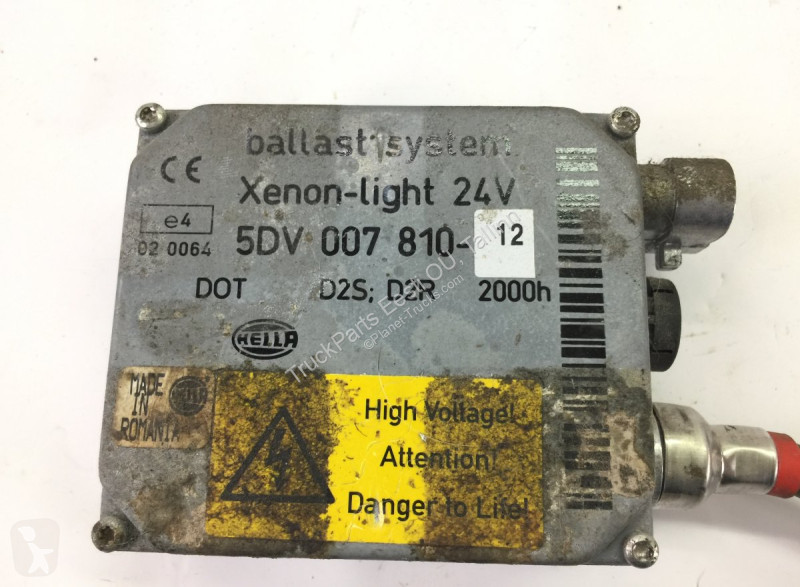 ballast system
CE
Xenon-light 24V
e4
02 0064
5DV 007 810-12
DOT D2S; D2R 2000h
HELLA
MADE
IN
ROMANIA
High Voltage!
Attention!
Danger to Life!
TruckParts Eesti OÜ, Tallinn
©Planet-Trucks.com